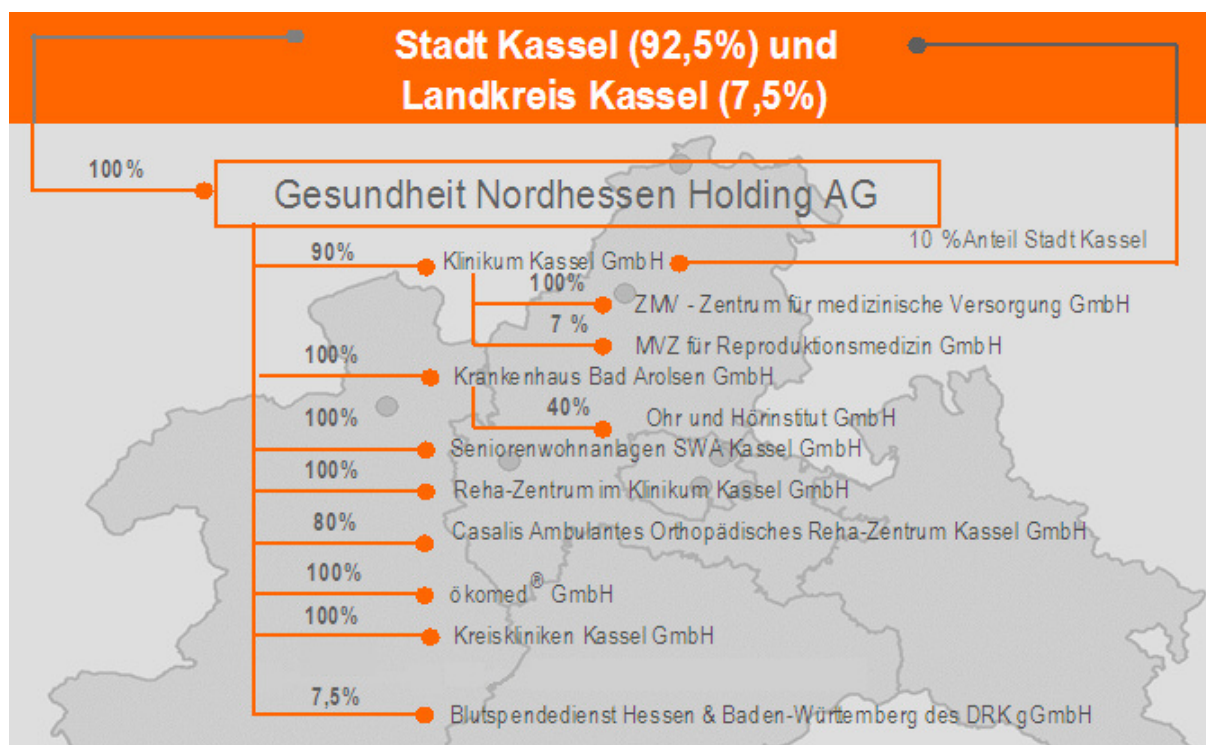 Stadt Kassel (92,5%) und
Landkreis Kassel (7,5%)
100%
Gesundheit Nordhessen Holding AG
10 %Anteil Stadt Kassel
90%
Klinikum Kassel GmbH
100%
ZMV - Zentrum für medizinische Versorgung GmbH
7 %
MVZ für Reproduktionsmedizin GmbH
100%
Krankenhaus Bad Arolsen GmbH
40%
Ohr und Hörinstitut GmbH
100%
Seniorenwohnanlagen SWA Kassel GmbH
100%
Reha-Zentrum im Klinikum Kassel GmbH
80%
Casalis Ambulantes Orthopädisches Reha-Zentrum Kassel GmbH
100%
ökomed® GmbH
100%
Kreiskliniken Kassel GmbH
7,5%
Blutspendedienst Hessen & Baden-Württemberg des DRK gGmbH